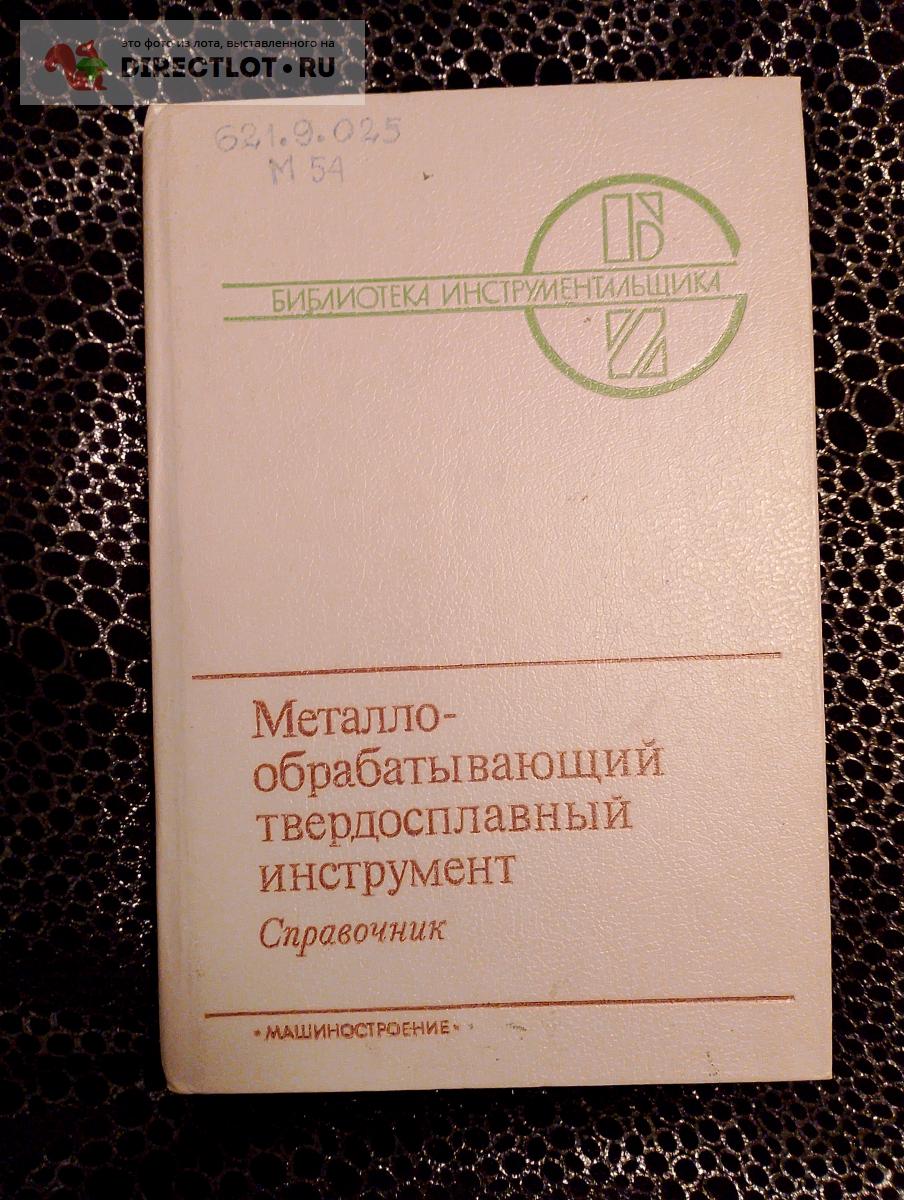 это фото из лота, выставленного на
DIRECTLOT•RU
621.9.025
М 54
БИ
БИБЛИОТЕКА ИНСТРУМЕНТАЛЬЩИКА
Металло-
обрабатывающий
твердосплавный
инструмент
Справочник
•МАШИНОСТРОЕНИЕ•